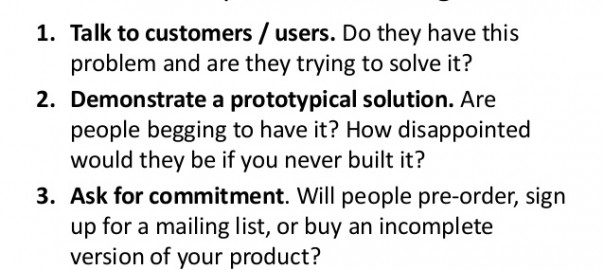 1. Talk to customers / users. Do they have this
problem and are they trying to solve it?
2. Demonstrate a prototypical solution. Are
people begging to have it? How disappointed
would they be if you never built it?
3. Ask for commitment. Will people pre-order, sign
up for a mailing list, or buy an incomplete
version of your product?